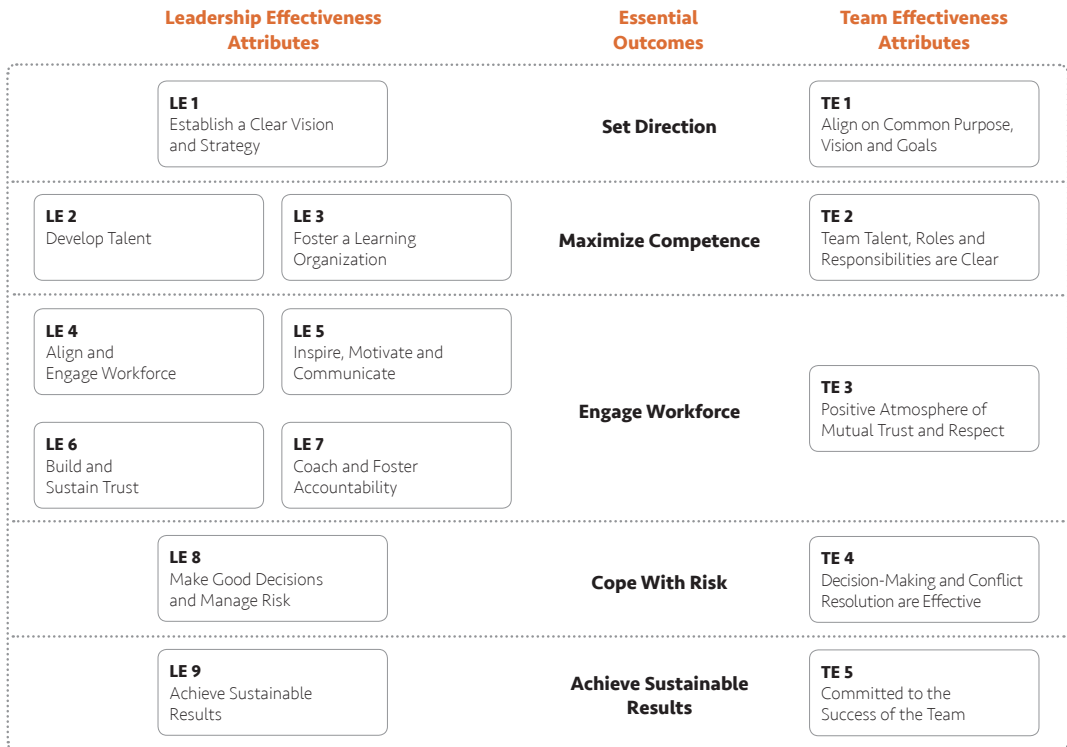 Leadership Effectiveness
Attributes
Essential
Outcomes
Team Effectiveness
Attributes
LE 1
Establish a Clear Vision
and Strategy
Set Direction
TE 1
Align on Common Purpose,
Vision and Goals
LE 2
Develop Talent
LE 3
Foster a Learning
Organization
Maximize Competence
TE 2
Team Talent, Roles and
Responsibilities are Clear
LE 4
Align and
Engage Workforce
LE 5
Inspire, Motivate and
Communicate
LE 6
Build and
Sustain Trust
LE 7
Coach and Foster
Accountability
Engage Workforce
TE 3
Positive Atmosphere of
Mutual Trust and Respect
LE 8
Make Good Decisions
and Manage Risk
Cope With Risk
TE 4
Decision-Making and Conflict
Resolution are Effective
LE 9
Achieve Sustainable
Results
Achieve Sustainable
Results
TE 5
Committed to the
Success of the Team